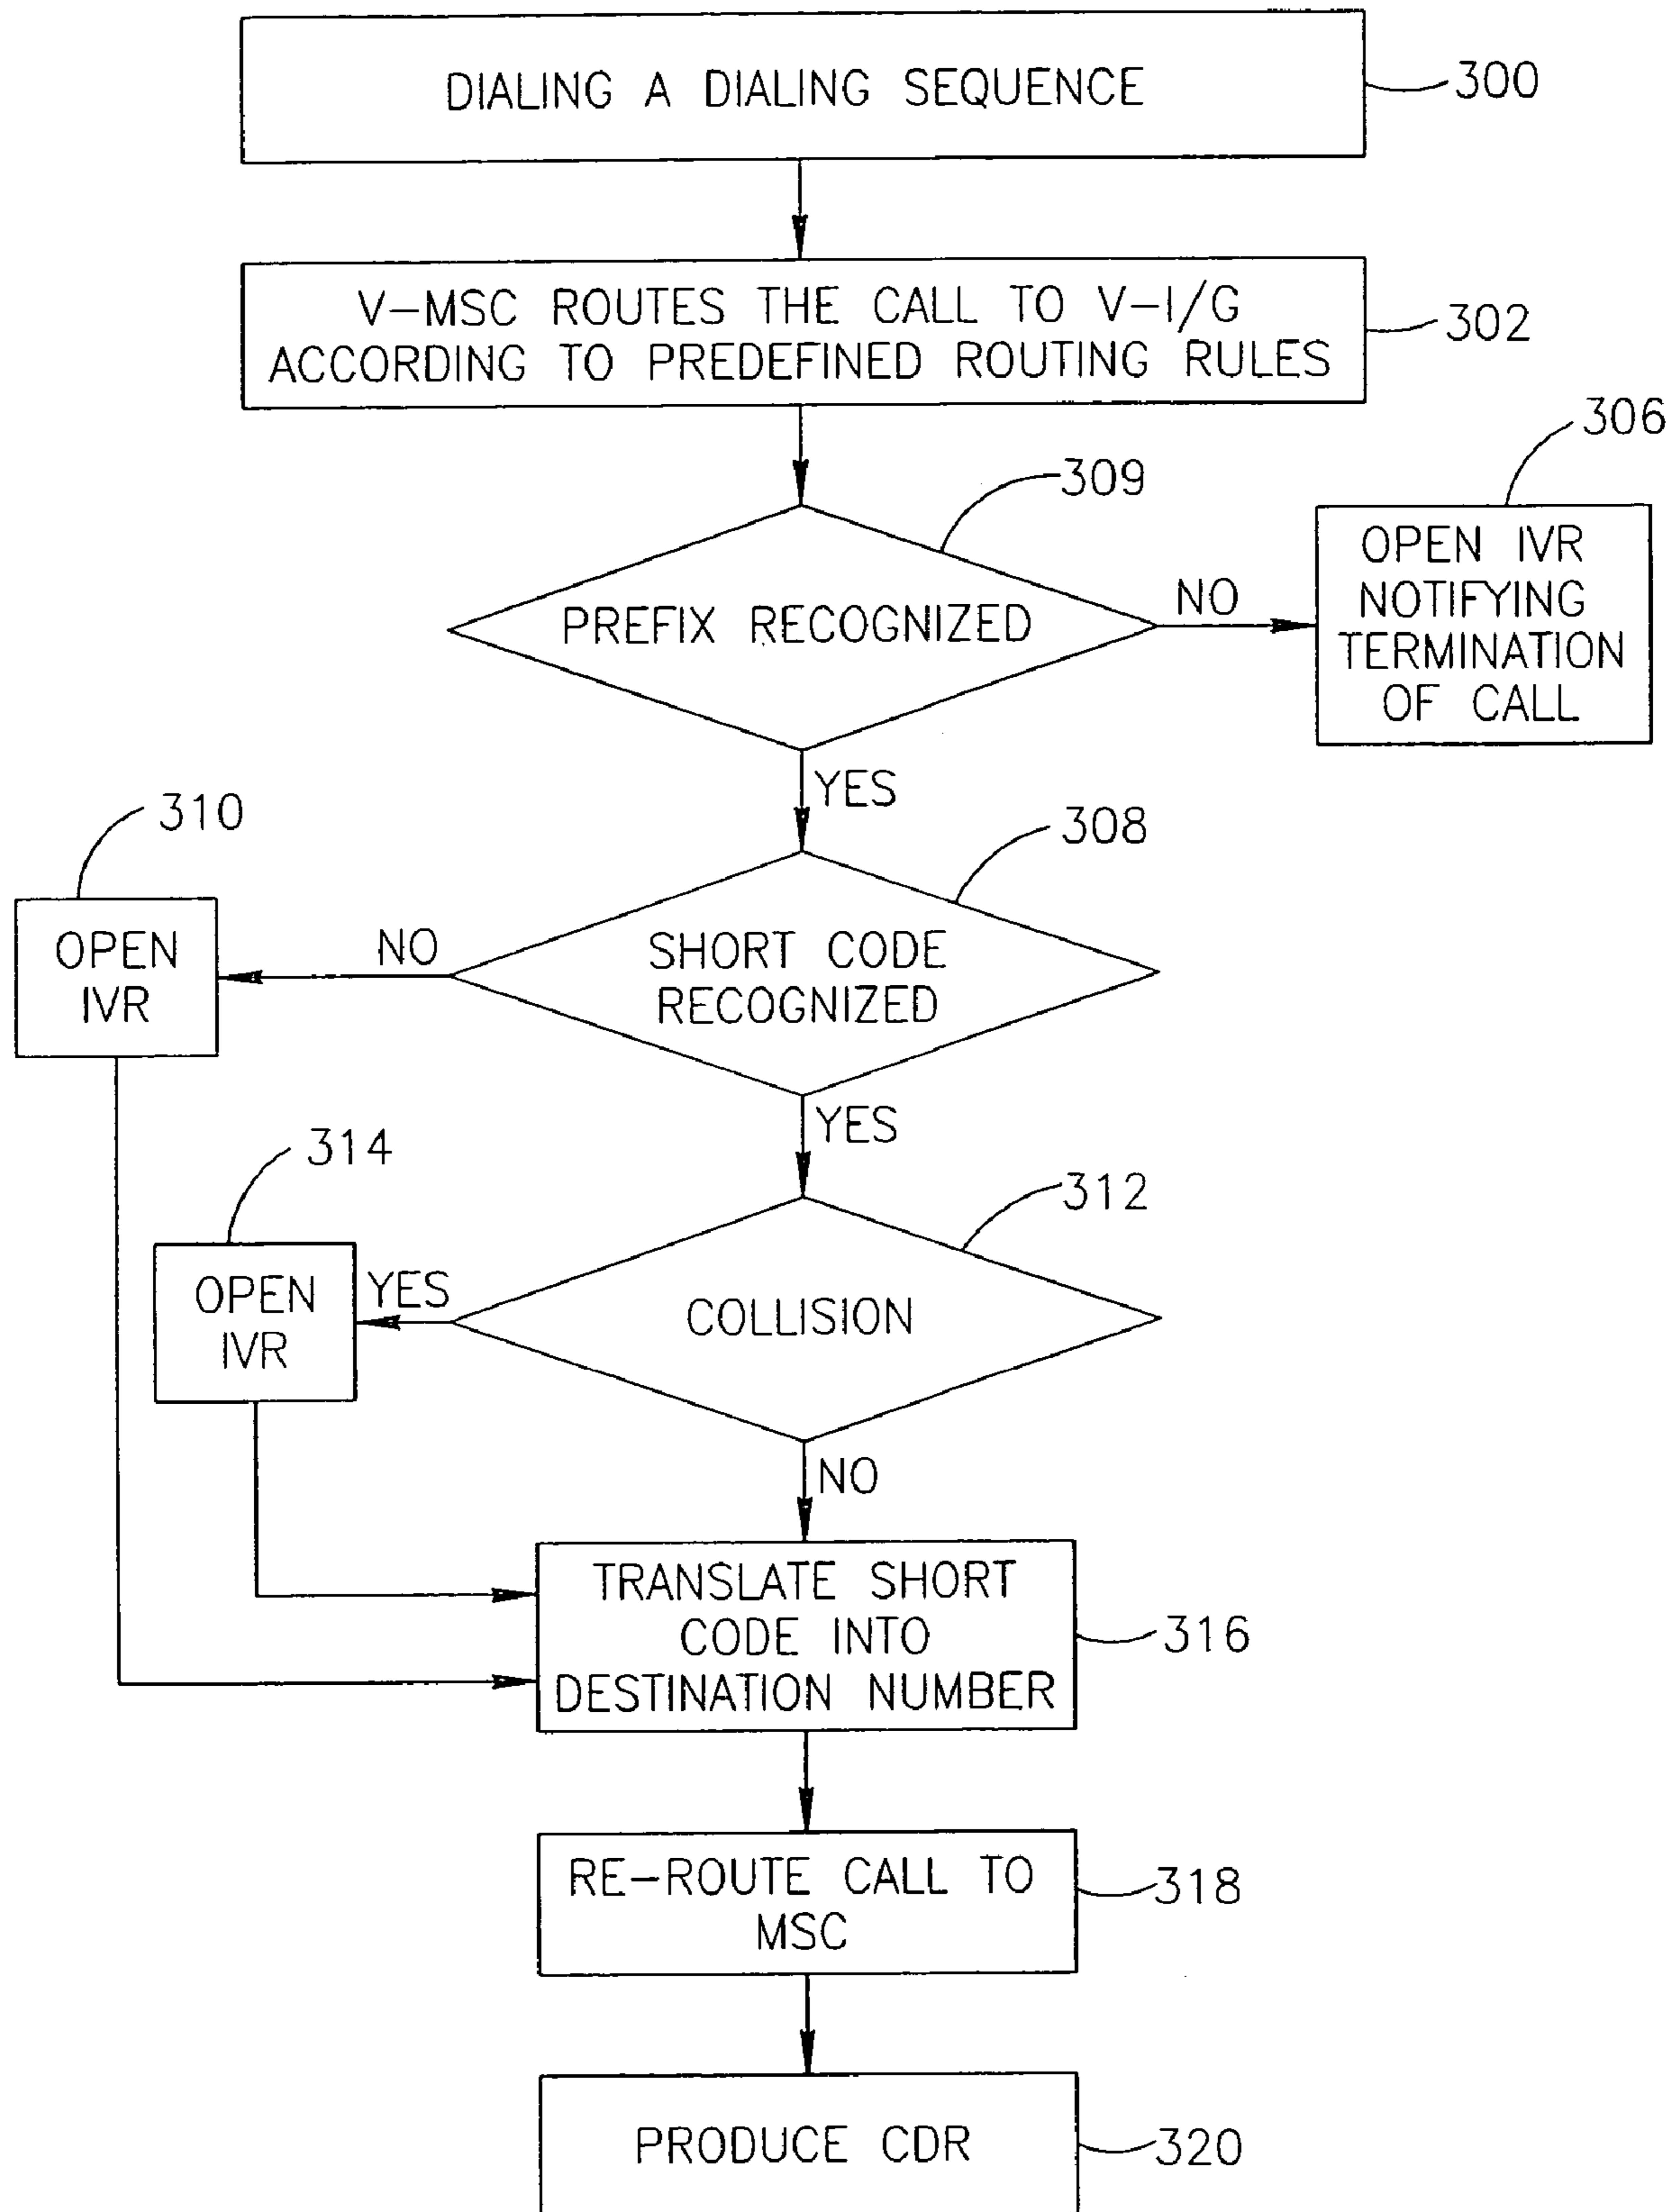 DIALING A DIALING SEQUENCE
300
V-MSC ROUTES THE CALL TO V-I/G
ACCORDING TO PREDEFINED ROUTING RULES
302
306
309
OPEN IVR
NOTIFYING
TERMINATION
OF CALL
PREFIX RECOGNIZED
NO
YES
310
308
OPEN
IVR
NO
SHORT CODE
RECOGNIZED
YES
314
312
OPEN
IVR
YES
COLLISION
NO
TRANSLATE SHORT
CODE INTO
DESTINATION NUMBER
316
RE-ROUTE CALL TO
MSC
318
PRODUCE CDR
320